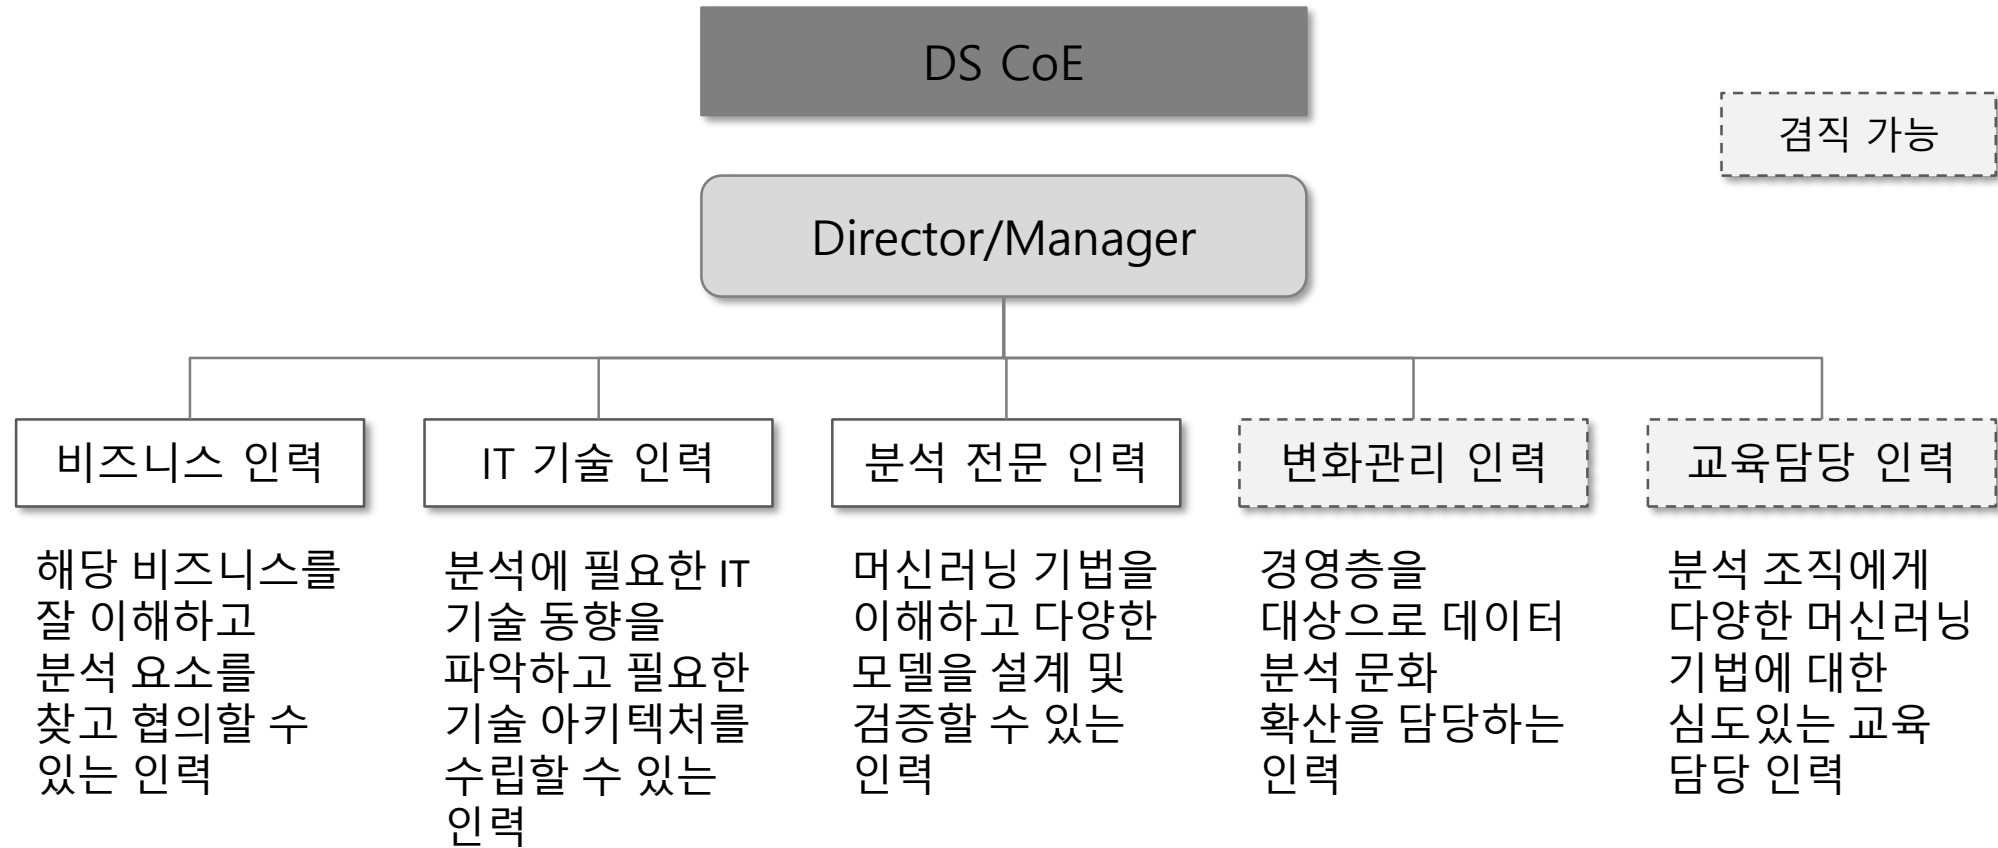 DS CoE
겸직 가능
Director/Manager
비즈니스 인력
IT 기술 인력
분석 전문 인력
변화관리 인력
교육담당 인력
해당 비즈니스를
잘 이해하고
분석 요소를
찾고 협의할 수
있는 인력
분석에 필요한 IT
기술 동향을
파악하고 필요한
기술 아키텍처를
수립할 수 있는
인력
머신러닝 기법을
이해하고 다양한
모델을 설계 및
검증할 수 있는
인력
경영층을
대상으로 데이터
분석 문화
확산을 담당하는
인력
분석 조직에게
다양한 머신러닝
기법에 대한
심도있는 교육
담당 인력